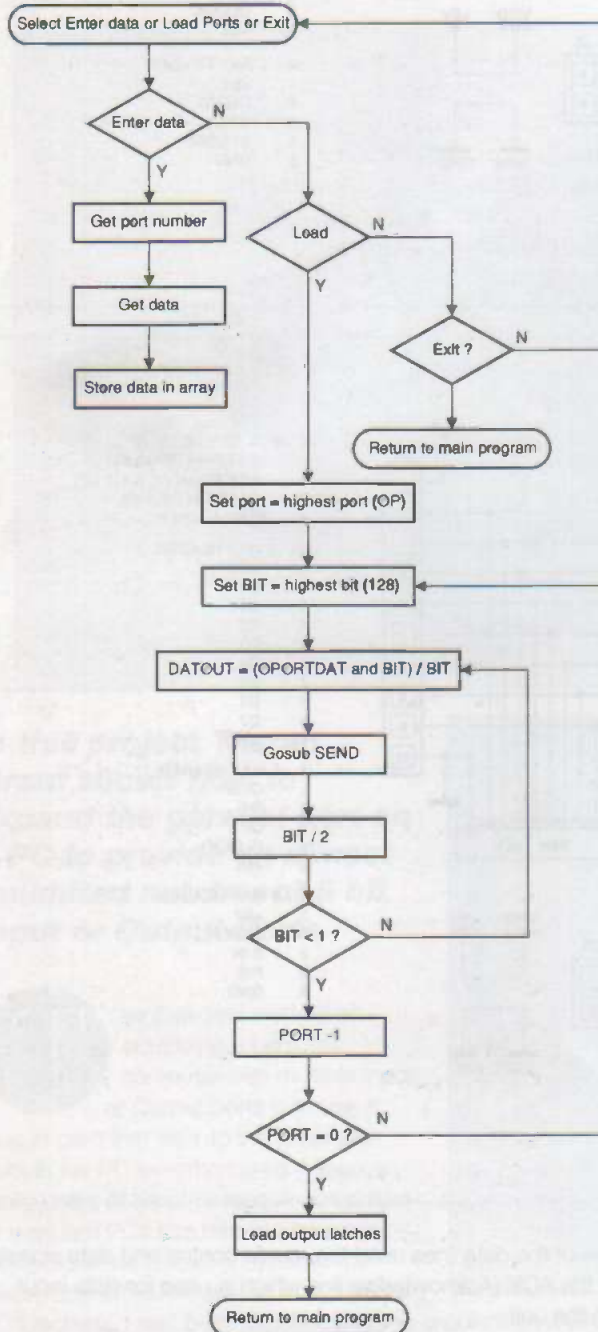 Select Enter data or Load Ports or Exit
Enter data
N
Y
Get port number
Load
N
Y
Get data
Exit ?
N
Y
Store data in array
Return to main program
Set port = highest port (OP)
Set BIT = highest bit (128)
DATOUT = (OPORTDAT and BIT) / BIT
Gosub SEND
BIT / 2
BIT < 1 ?
N
Y
PORT -1
PORT = 0 ?
N
Y
Load output latches
Return to main program